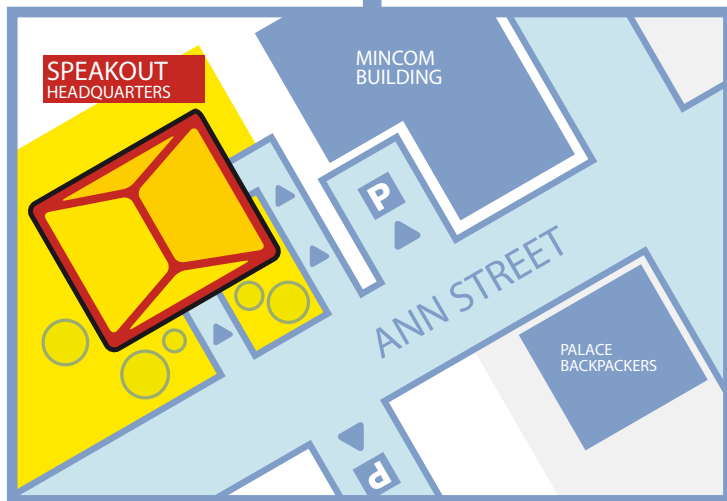 SPEAKOUT
HEADQUARTERS
MINCOM
BUILDING
P
ANN STREET
PALACE
BACKPACKERS
P